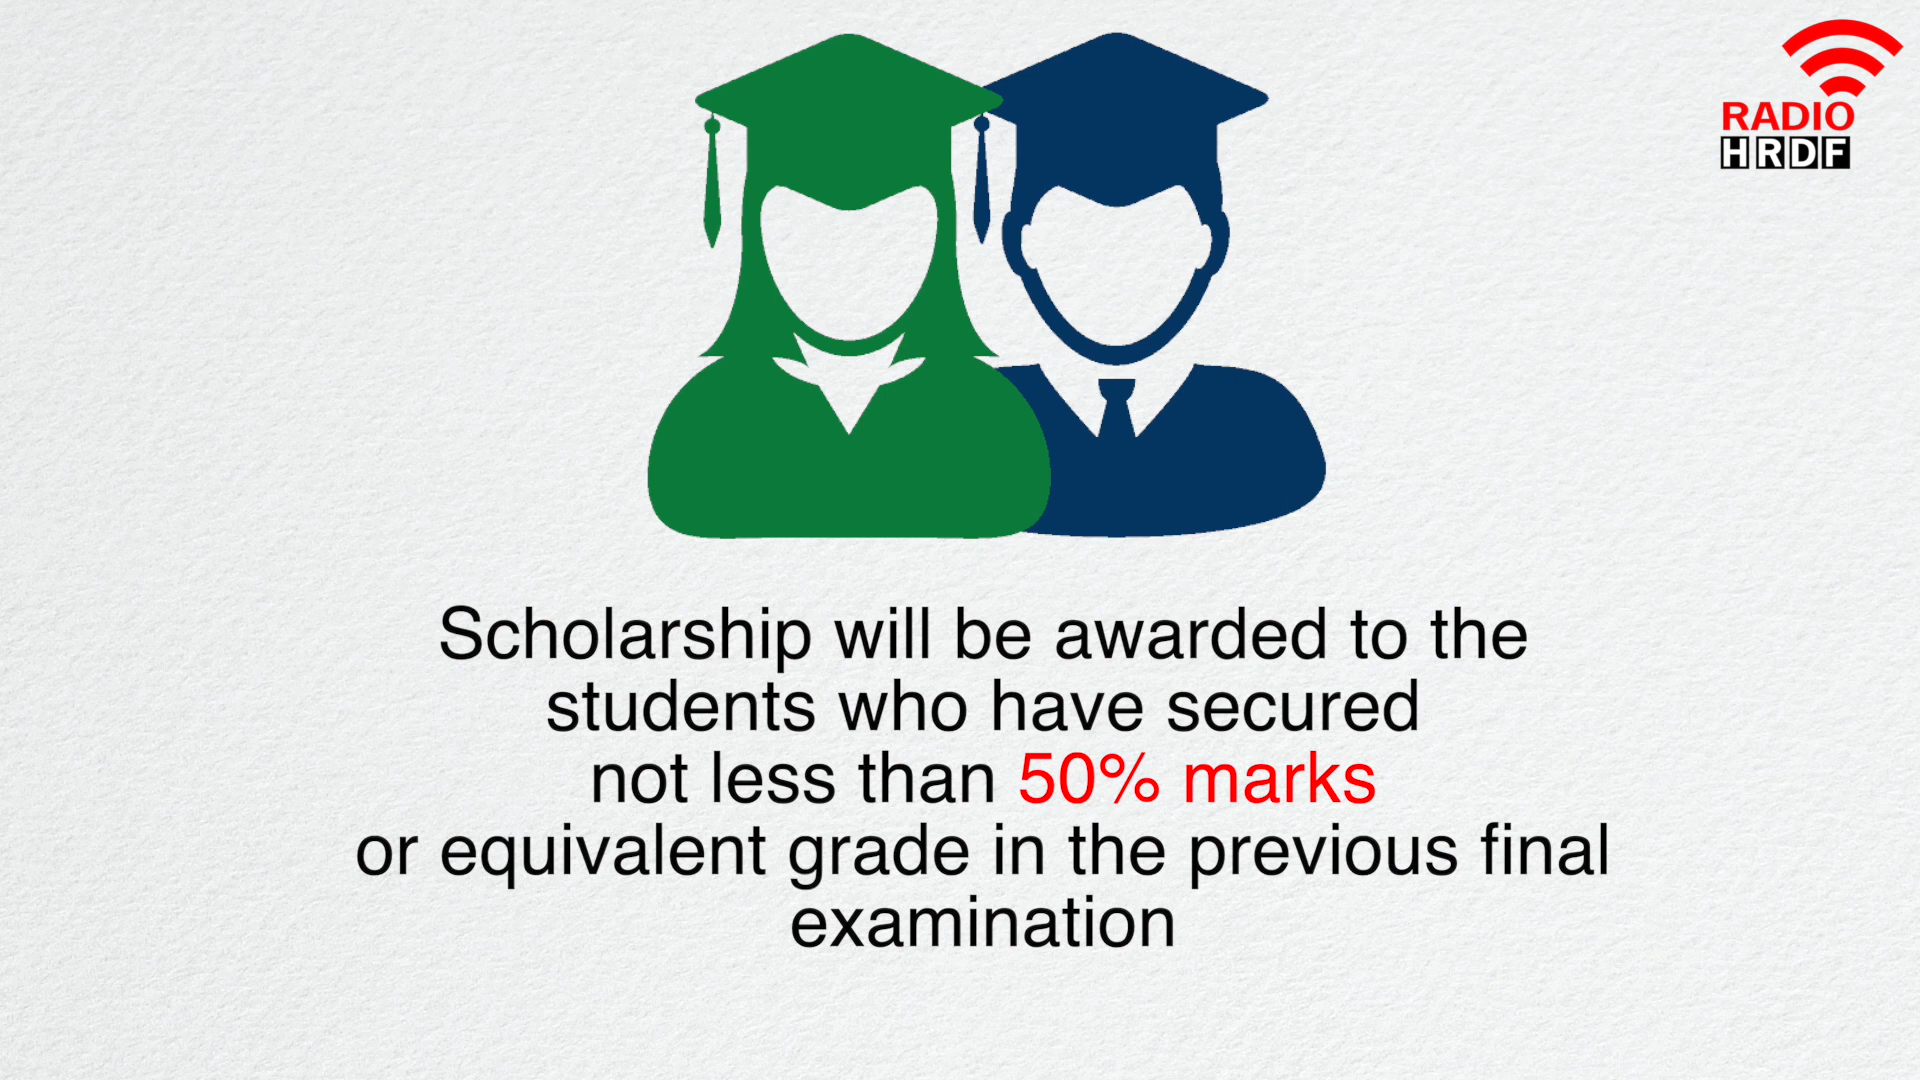 RADIO
HRDF
Scholarship will be awarded to the
students who have secured
not less than 50% marks
or equivalent grade in the previous final
examination